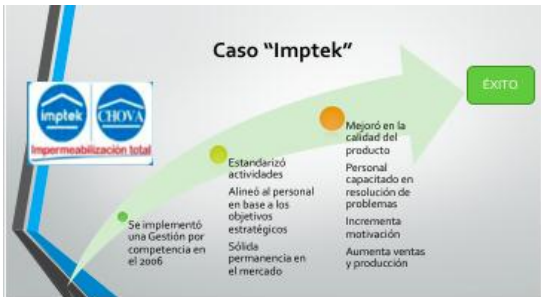 Caso "Imptek"
ÉXITO
imptek
CHOVA
Impermeabilización total
Se implementó
una Gestión por
competencia en
el 2006
Estandarizó
actividades
Alineó al personal
en base a los
objetivos
estratégicos
Sólida
permanencia en
el mercado
Mejoró en la
calidad del
producto
Personal
capacitado en
resolución de
problemas
Incrementa
motivación
Aumenta ventas
y producción